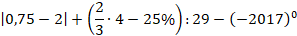 |0,75 − 2| + (2/3 · 4 − 25%) : 29 − (−2017)⁰